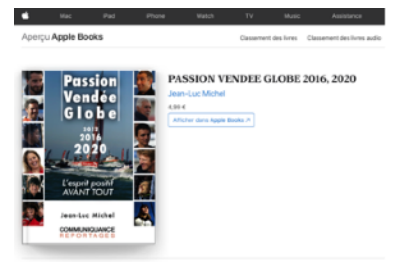 Mac iPad iPhone Watch TV Music Assistance
Aperçu Apple Books
Classement des livres Classement des livres audio
Passion
Vendée
Globe
2012
2016
2020
L'esprit positif
AVANT TOUT
Jean-Luc Michel
COMMUNIQUANCE
REPORTAGES
PASSION VENDEE GLOBE 2016, 2020
Jean-Luc Michel
4,99 €
Afficher dans Apple Books ↗